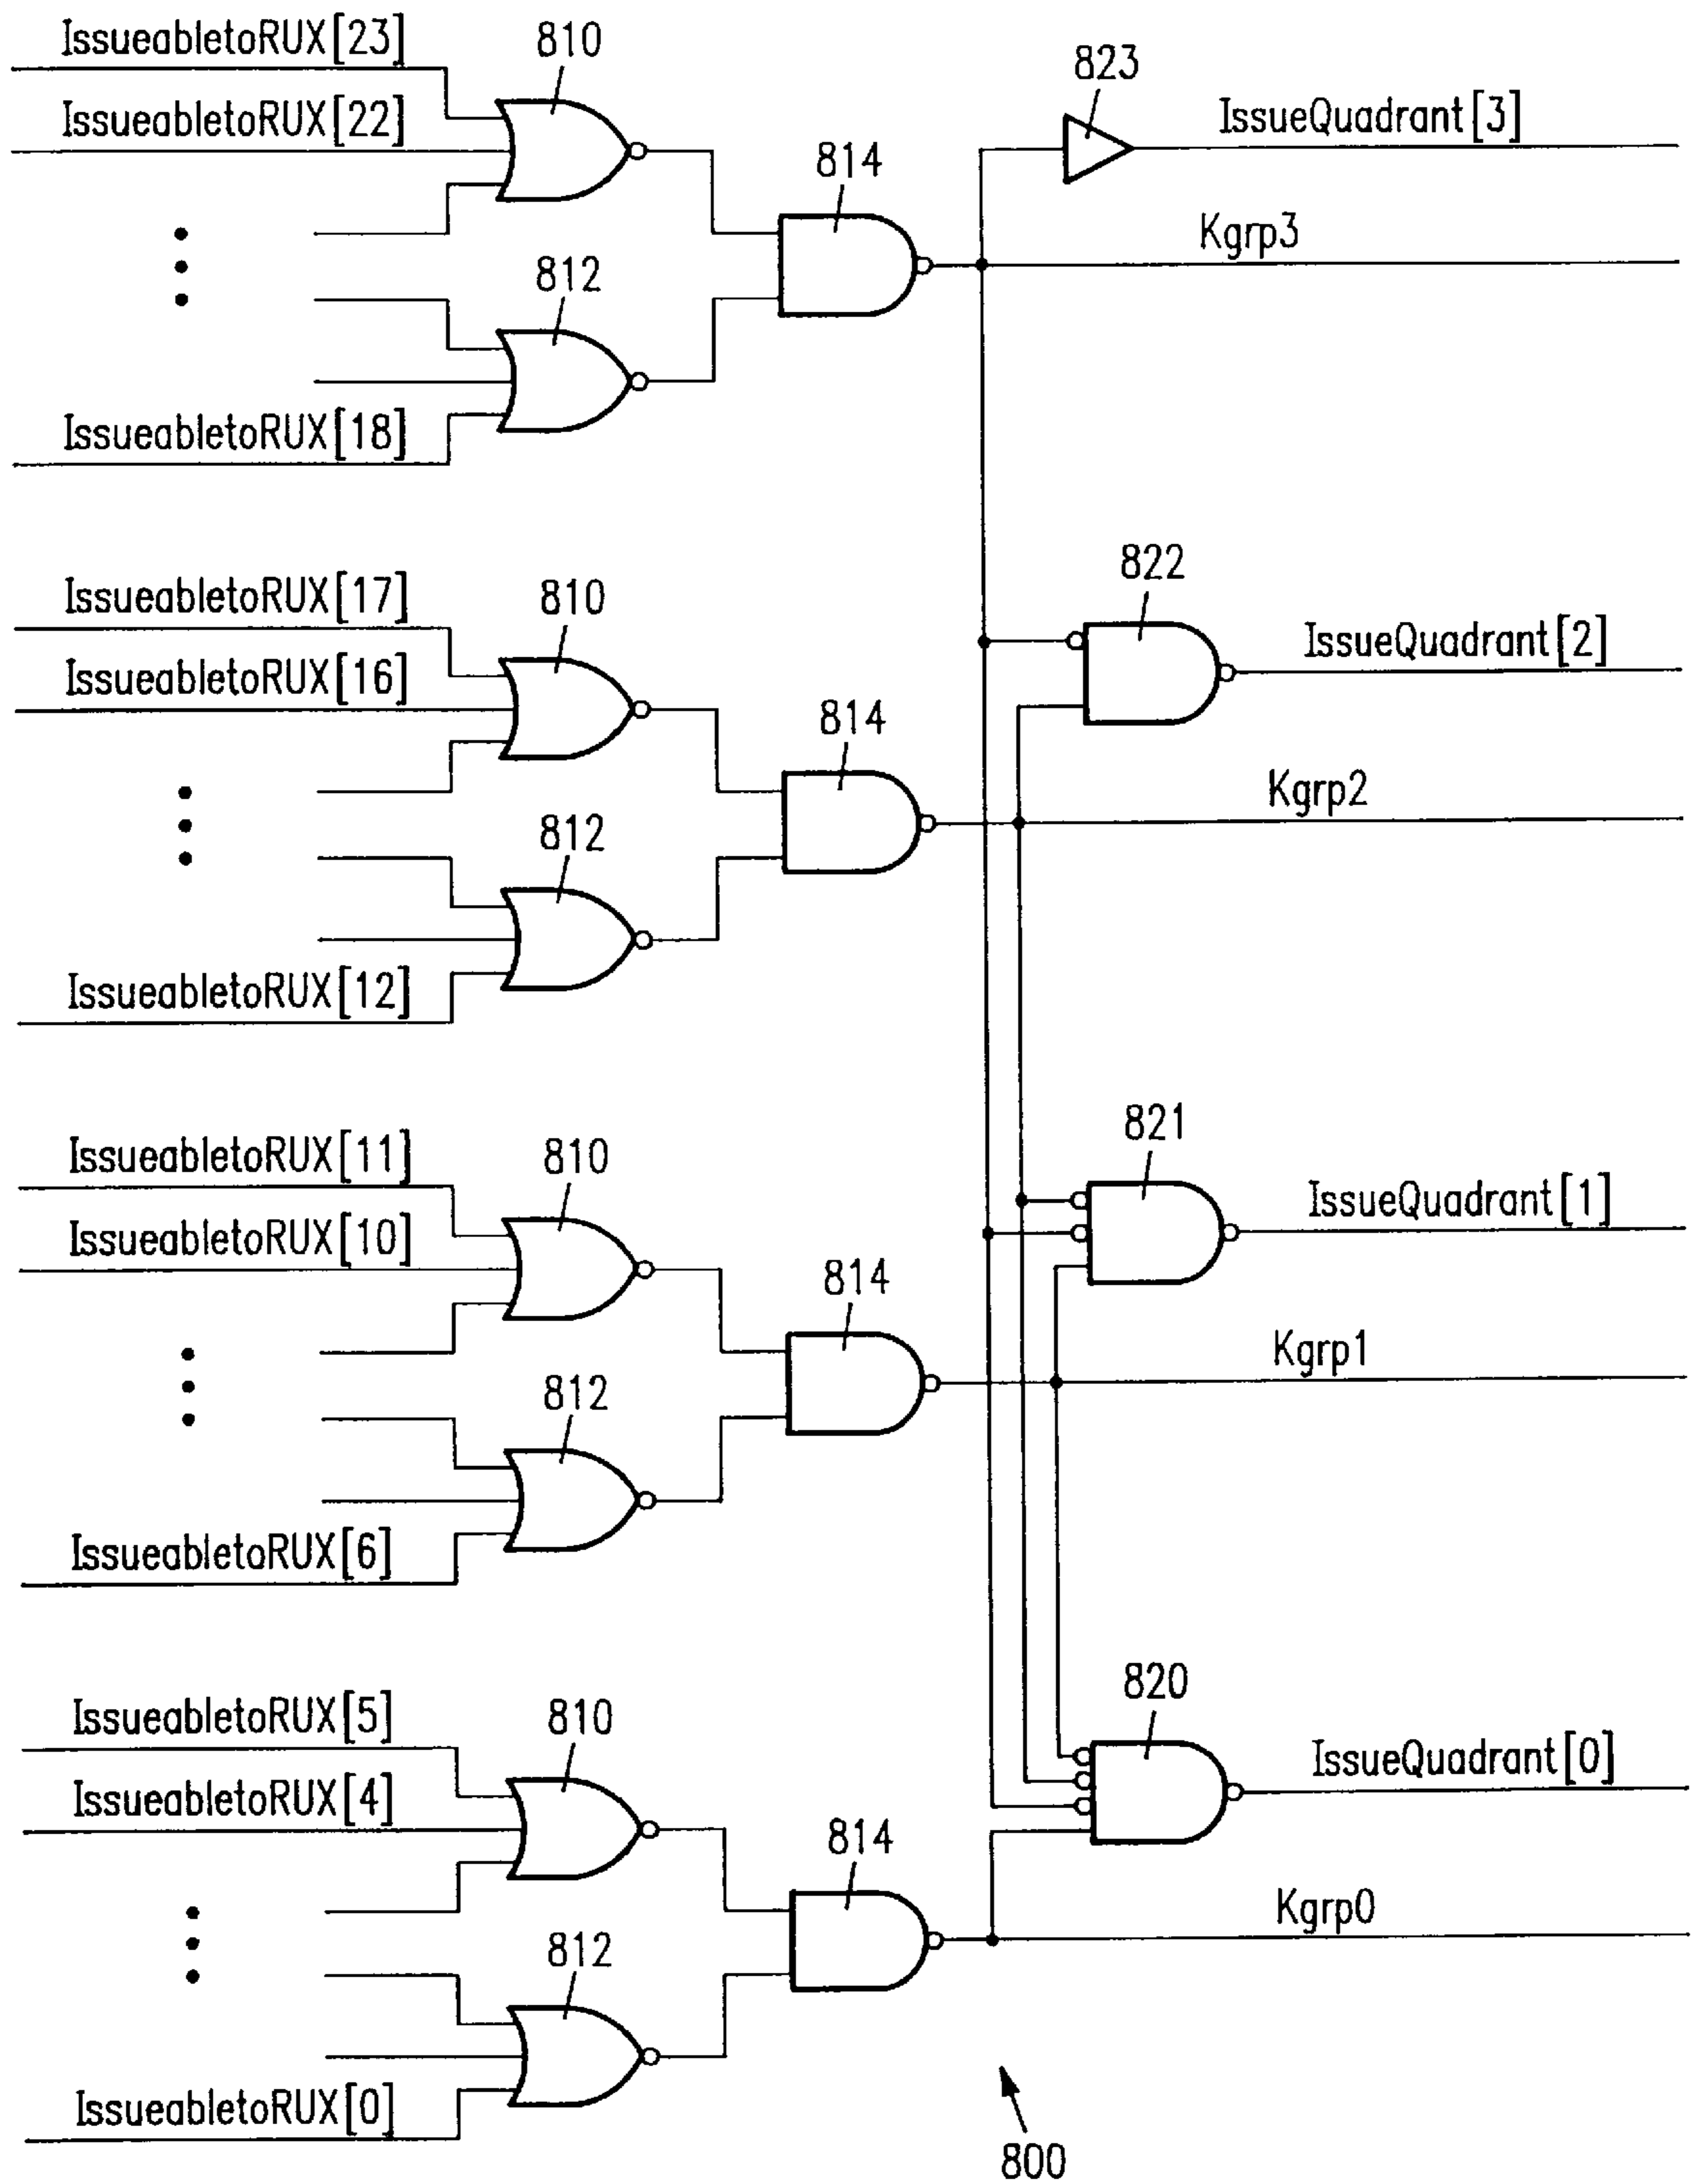 IssueabletoRUX[23]
810
823
IssueabletoRUX[22]
IssueQuadrant[3]
814
Kgrp3
812
IssueabletoRUX[18]
822
IssueabletoRUX[17]
810
IssueQuadrant[2]
IssueabletoRUX[16]
814
Kgrp2
812
IssueabletoRUX[12]
821
IssueabletoRUX[11]
810
IssueQuadrant[1]
IssueabletoRUX[10]
814
Kgrp1
812
IssueabletoRUX[6]
820
IssueabletoRUX[5]
810
IssueQuadrant[0]
IssueabletoRUX[4]
814
Kgrp0
812
IssueabletoRUX[0]
800